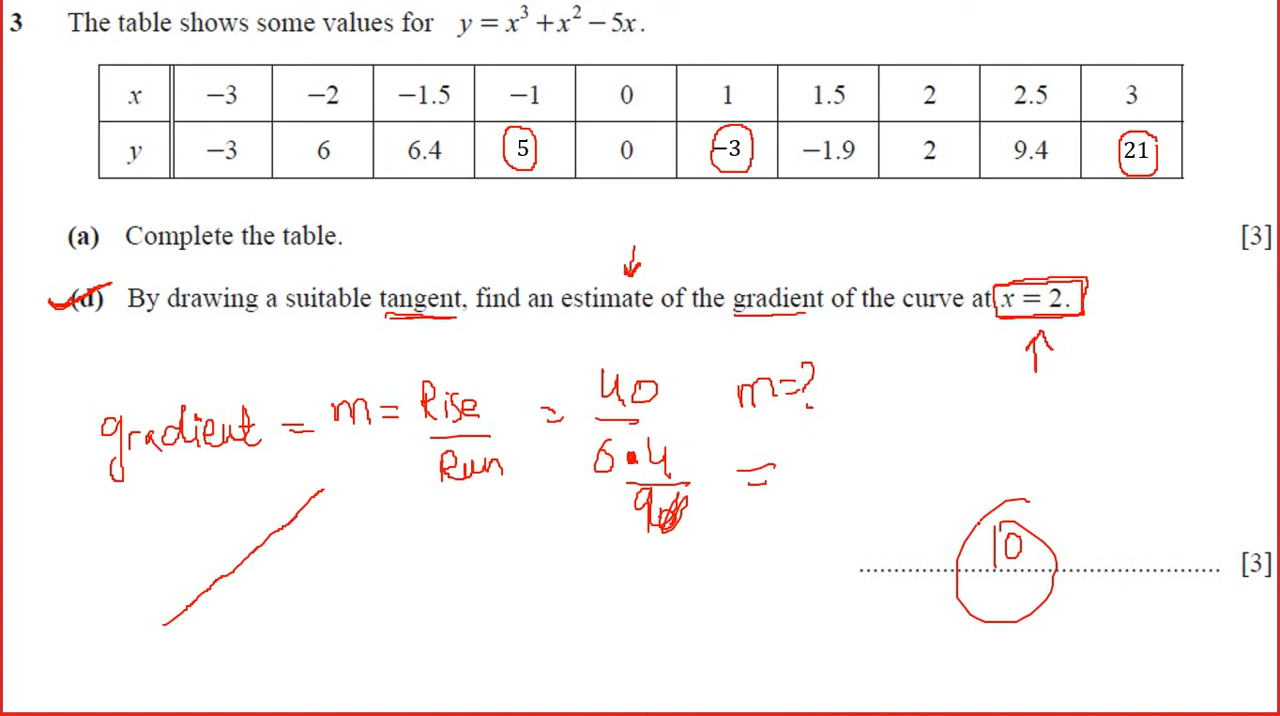 3 The table shows some values for y = x³ + x² − 5x.
x −3 −2 −1.5 −1 0 1 1.5 2 2.5 3
y −3 6 6.4 5 0 −3 −1.9 2 9.4 21
(a) Complete the table. [3]
(d) By drawing a suitable tangent, find an estimate of the gradient of the curve at x = 2.
gradient = m = Rise = 40 m=?
Run 6.4 =
10
[3]